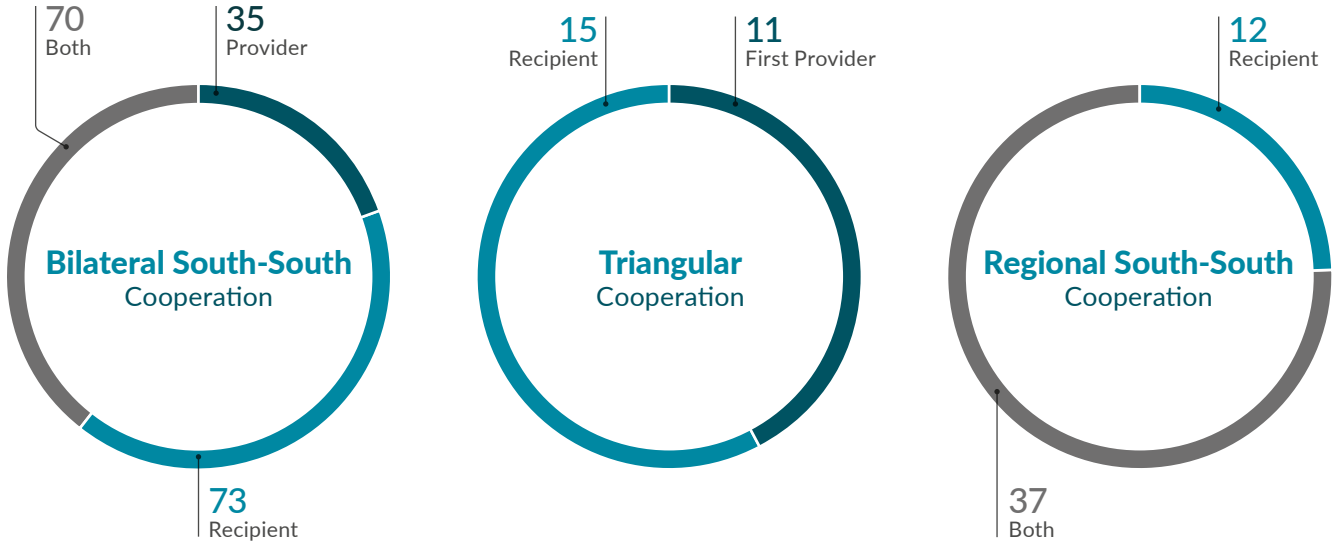 70
Both
35
Provider
Bilateral South-South
Cooperation
73
Recipient
15
Recipient
11
First Provider
Triangular
Cooperation
12
Recipient
Regional South-South
Cooperation
37
Both